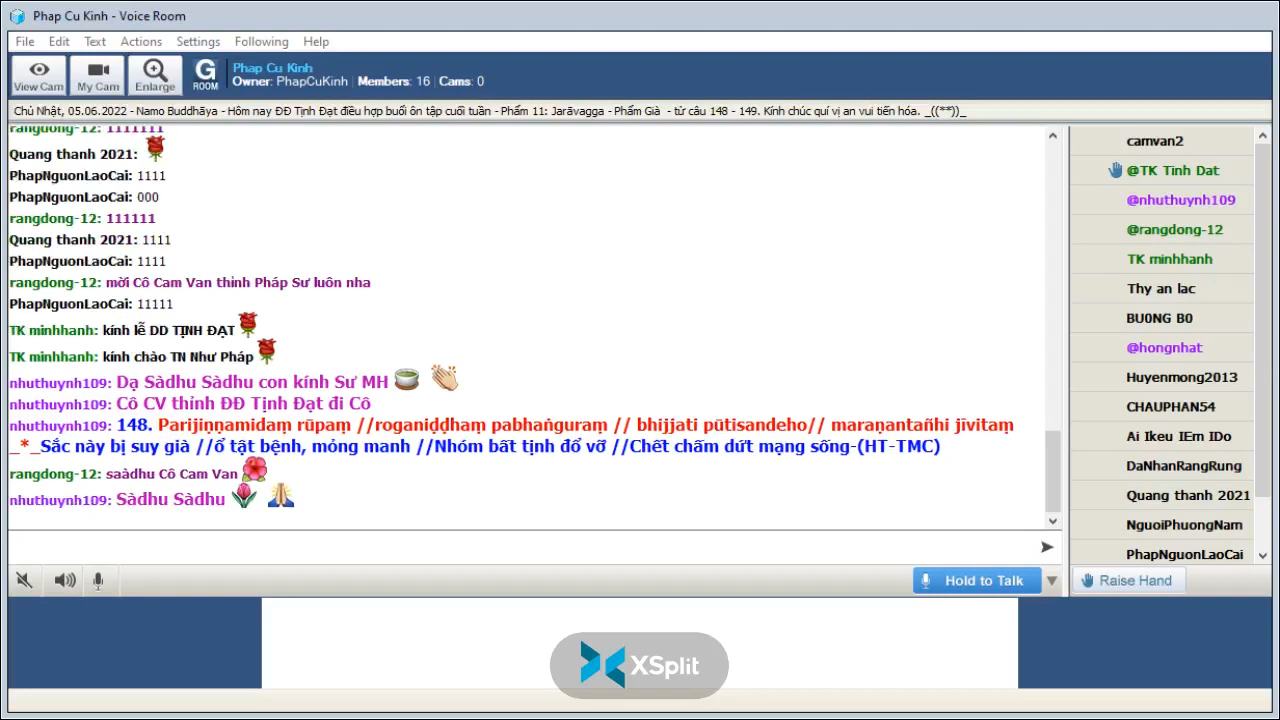 Phap Cu Kinh - Voice Room
File Edit Text Actions Settings Following Help
View Cam My Cam Enlarge G ROOM
Phap Cu Kinh
Owner: PhapCuKinh | Members: 16 | Cams: 0
Chủ Nhật, 05.06.2022 - Namo Buddhāya - Hôm nay ĐĐ Tịnh Đạt điều hợp buổi ôn tập cuối tuần - Phẩm 11: Jarāvagga - Phẩm Già - từ câu 148 - 149. Kính chúc quí vị an vui tiến hóa. _((**))_
rangdong-12: 1111111
Quang thanh 2021:
PhapNguonLaoCai: 1111
PhapNguonLaoCai: 000
rangdong-12: 111111
Quang thanh 2021: 1111
PhapNguonLaoCai: 1111
rangdong-12: mời Cô Cam Van thỉnh Pháp Sư luôn nha
PhapNguonLaoCai: 11111
TK minhhanh: kính lễ DD TỊNH ĐẠT
TK minhhanh: kính chào TN Như Pháp
nhuthuynh109: Dạ Sàdhu Sàdhu con kính Sư MH
nhuthuynh109: Cô CV thỉnh ĐĐ Tịnh Đạt đi Cô
nhuthuynh109: 148. Parijiṇṇamidaṃ rūpaṃ //roganiḍḍhaṃ pabhaṅguraṃ // bhijjati pūtisandeho// maraṇantañhi jīvitaṃ
_*_Sắc này bị suy già //ổ tật bệnh, mỏng manh //Nhóm bất tịnh đổ vỡ //Chết chấm dứt mạng sống-(HT-TMC)
rangdong-12: saàdhu Cô Cam Van
nhuthuynh109: Sàdhu Sàdhu
camvan2
@TK Tinh Dat
@nhuthuynh109
@rangdong-12
TK minhhanh
Thy an lac
BU0NG B0
@hongnhat
Huyenmong2013
CHAUPHAN54
Ai Ikeu IEm IDo
DaNhanRangRung
Quang thanh 2021
NguoiPhuongNam
PhapNguonLaoCai
Hold to Talk
Raise Hand
XSplit